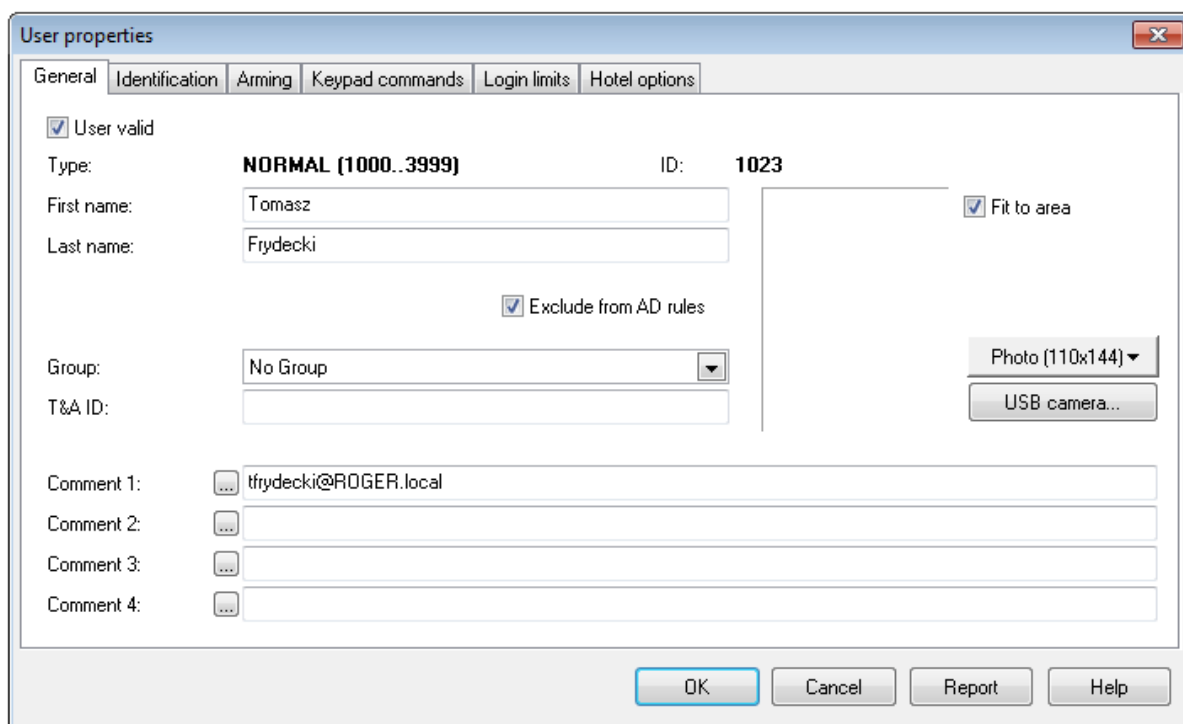 User properties
General Identification Arming Keypad commands Login limits Hotel options
User valid
Type: NORMAL (1000..3999) ID: 1023
First name: Tomasz Fit to area
Last name: Frydecki
Exclude from AD rules
Group: No Group Photo (110x144)
T&A ID: USB camera...
Comment 1: ... tfrydecki@ROGER.local
Comment 2: ...
Comment 3: ...
Comment 4: ...
OK Cancel Report Help